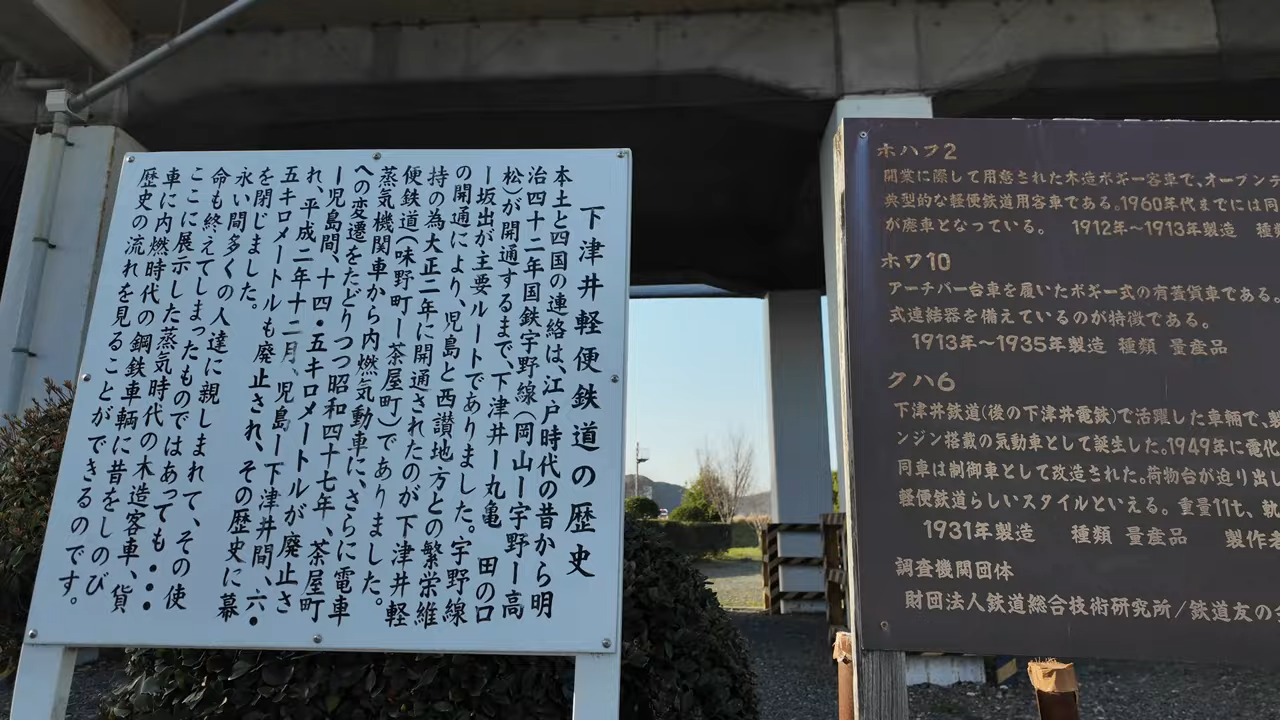 下津井軽便鉄道の歴史
本土と四国の連絡は、江戸時代の昔から明
治四十二年国鉄宇野線(岡山ー宇野ー高
松)が開通するまで、下津井ー丸亀 田の口
ー坂出が主要ルートでありました。宇野線
の開通により、児島と西讃地方との繁栄維
持の為大正二年に開通されたのが下津井軽
便鉄道(味野町ー茶屋町)でありました。
蒸気機関車から内燃気動車に、さらに電車
への変遷をたどりつつ昭和四十七年、茶屋町
ー児島間、十四・五キロメートルが廃止さ
れ、平成二年十二月、児島ー下津井間、六・
五キロメートルも廃止され、その歴史に幕
を閉じました。
永い間多くの人達に親しまれて、その使
命も終えてしまったものではあっても・・・
ここに展示した蒸気時代の木造客車、貨
車に内燃時代の鋼鉄車輌に昔をしのび
歴史の流れを見ることができるのです。
ホハフ2
開業に際して用意された木造ボギー客車で、オープンデ
典型的な軽便鉄道用客車である。1960年代までには同
が廃車となっている。 1912年〜1913年製造 種類
ホワ10
アーチバー台車を履いたボギー式の有蓋貨車である。
式連結器を備えているのが特徴である。
1913年〜1935年製造 種類 量産品
クハ6
下津井鉄道(後の下津井電鉄)で活躍した車輛で、製
ンジン搭載の気動車として誕生した。1949年に電化
同車は制御車として改造された。荷物台が迫り出し
軽便鉄道らしいスタイルといえる。 重量11t、軌
1931年製造 種類 量産品 製作者
調査機関団体
財団法人鉄道総合技術研究所/鉄道友の会